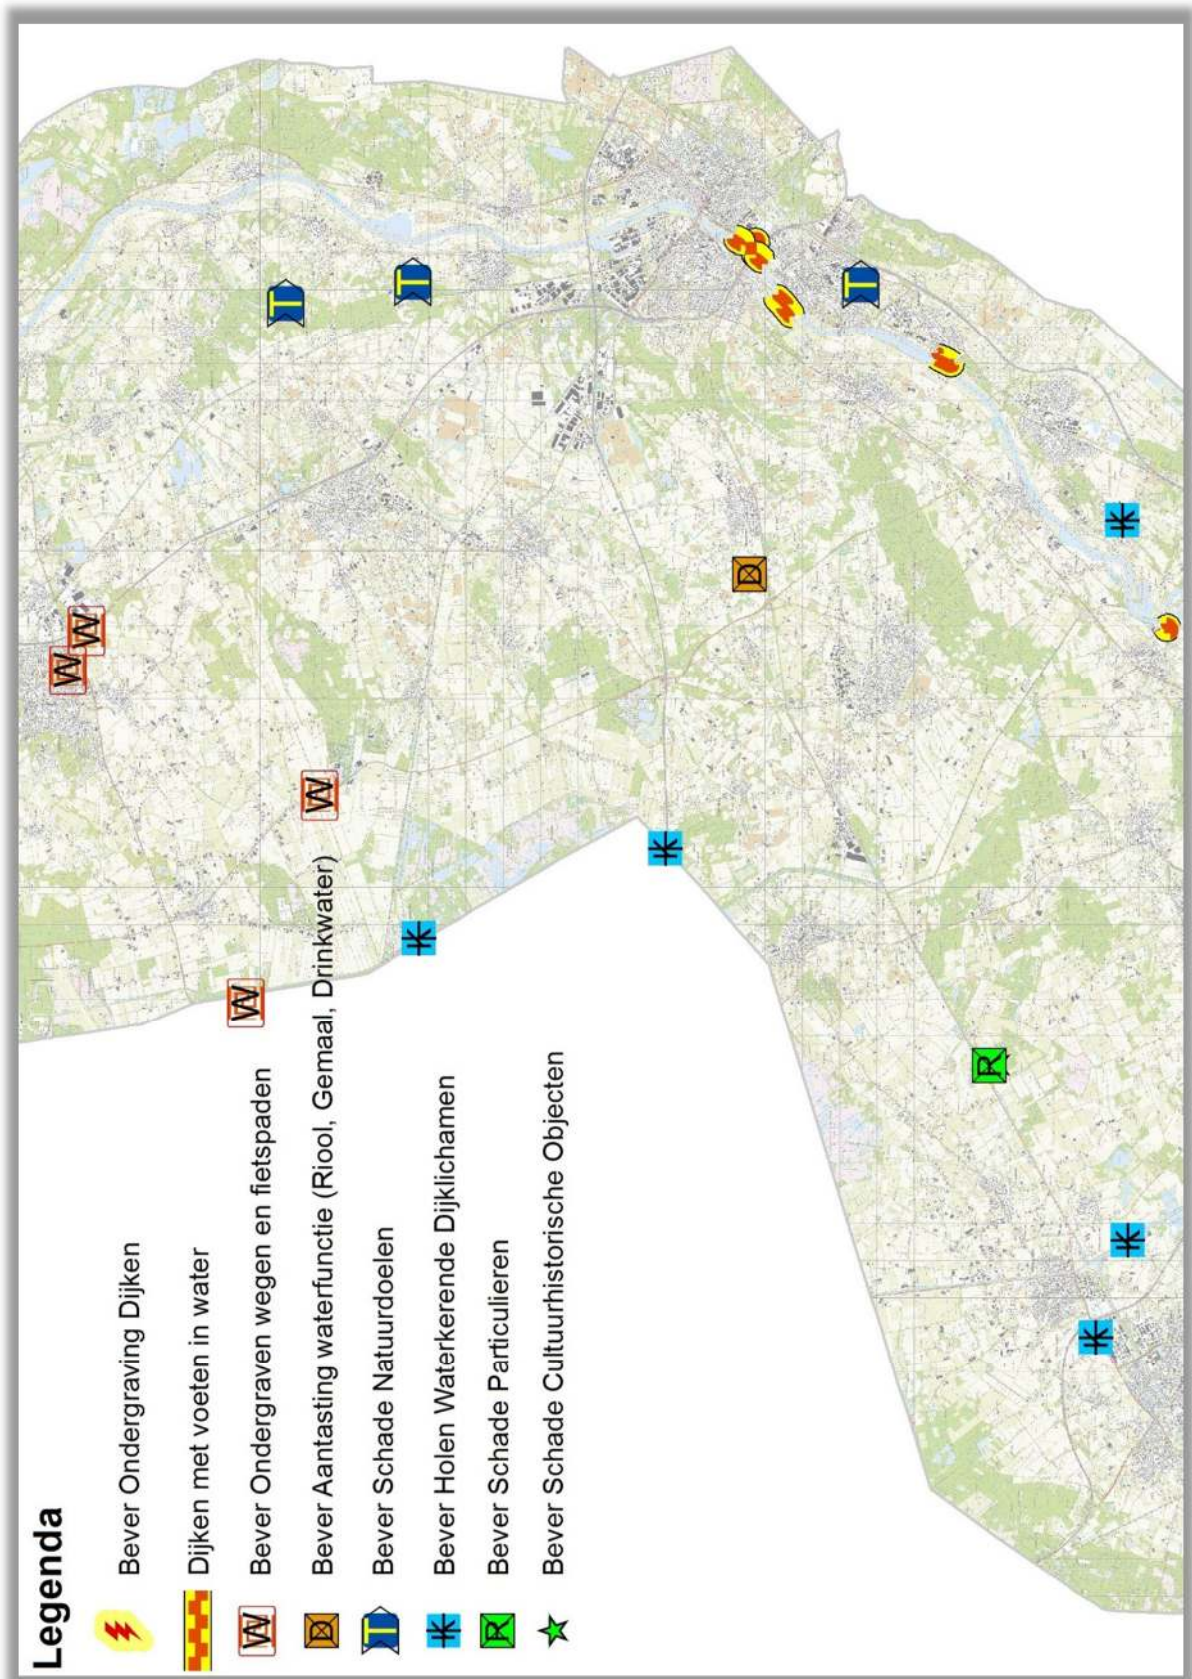 Legenda
Bever Ondergraving Dijken
Dijken met voeten in water
W Bever Ondergraven wegen en fietspaden
D Bever Aantasting waterfunctie (Riool, Gemaal, Drinkwater)
T Bever Schade Natuurdoelen
K Bever Holen Waterkerende Dijklichamen
R Bever Schade Particulieren
Bever Schade Cultuurhistorische Objecten
W
W
W
W
T
T
T
D
K
K
K
K
K
R